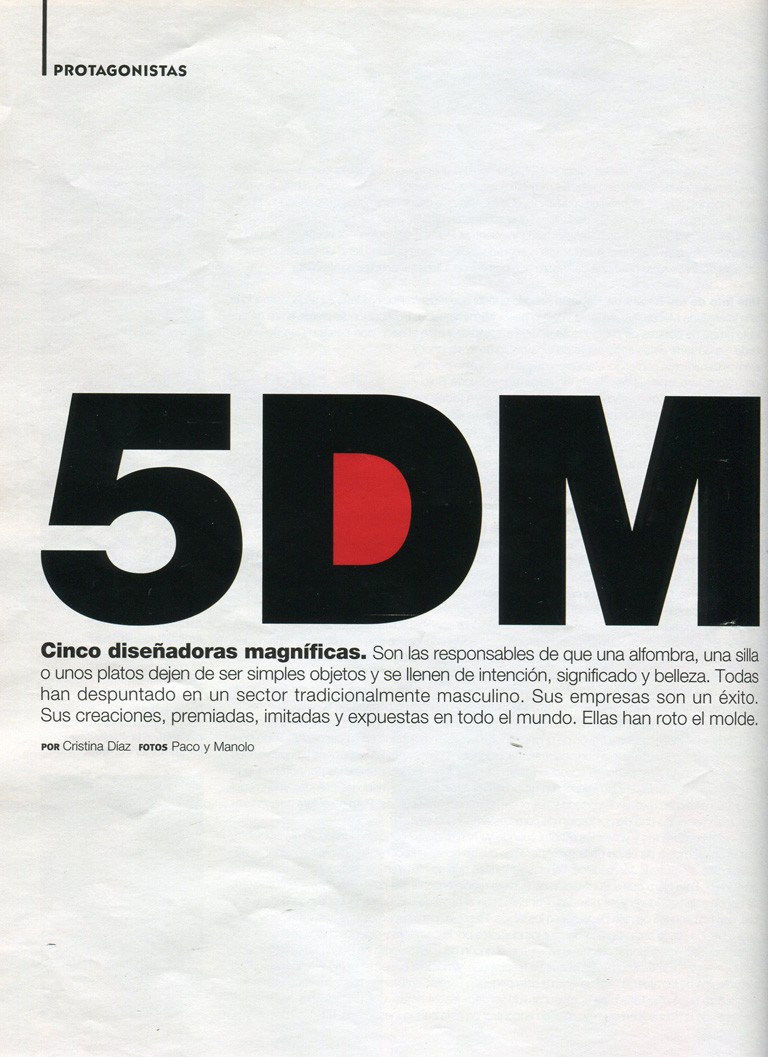 PROTAGONISTAS
5DM
Cinco diseñadoras magníficas. Son las responsables de que una alfombra, una silla
o unos platos dejen de ser simples objetos y se llenen de intención, significado y belleza. Todas
han despuntado en un sector tradicionalmente masculino. Sus empresas son un éxito.
Sus creaciones, premiadas, imitadas y expuestas en todo el mundo. Ellas han roto el molde.
POR Cristina Díaz FOTOS Paco y Manolo